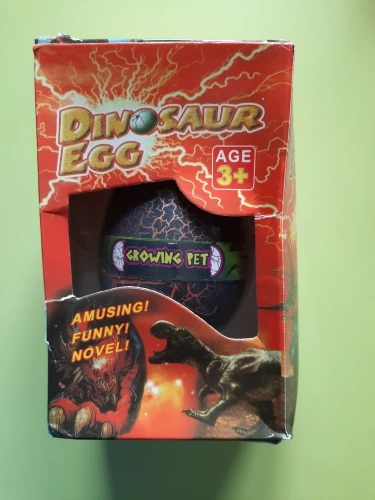 DINOSAUR
EGG
AGE
3+
GROWING PET
AMUSING!
FUNNY!
NOVEL!